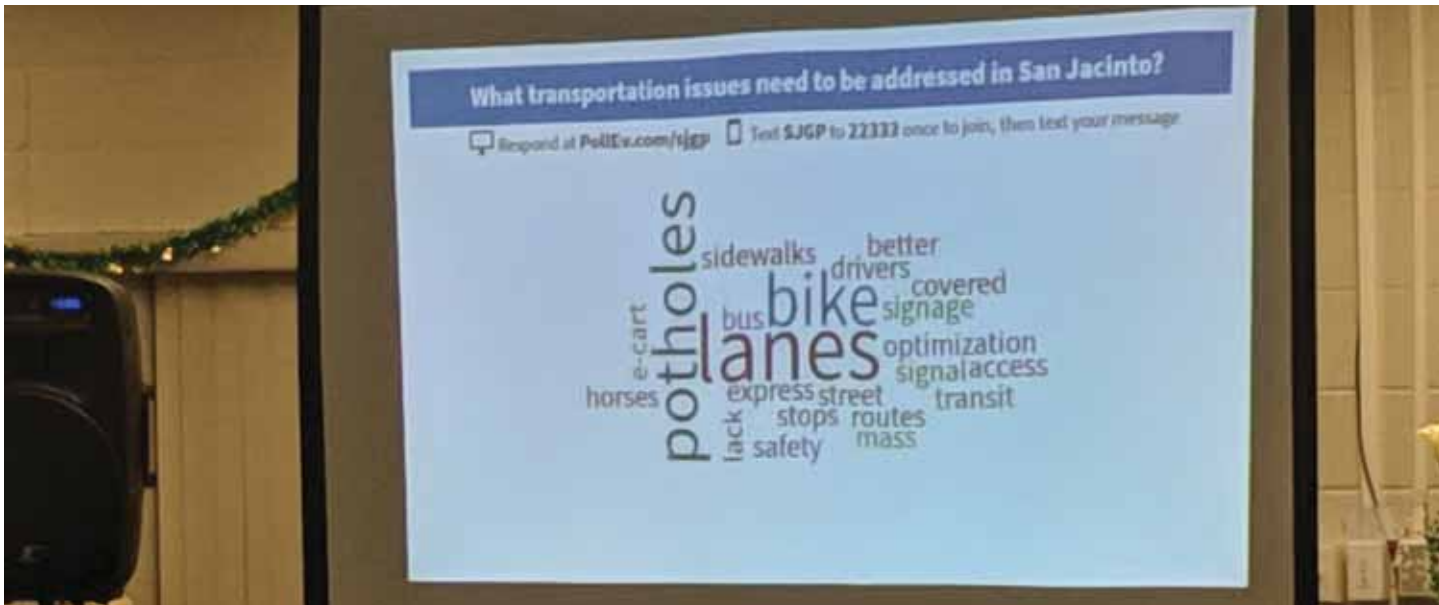 What transportation issues need to be addressed in San Jacinto?
Respond at PollEv.com/sjgp Text SJGP to 22333 once to join, then text your message
potholes
sidewalks
better
drivers
covered
bike
signage
bus
lanes
e-cart
optimization
signal
access
horses
express
street
transit
stops
routes
lack
safety
mass